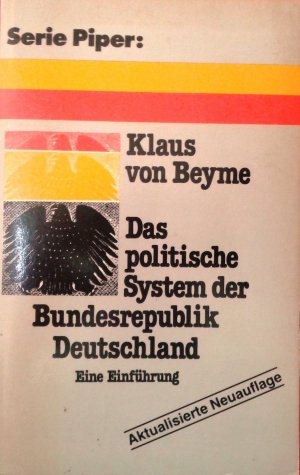 Serie Piper:
Klaus
von Beyme
Das
politische
System der
Bundesrepublik
Deutschland
Eine Einführung
Aktualisierte Neuauflage